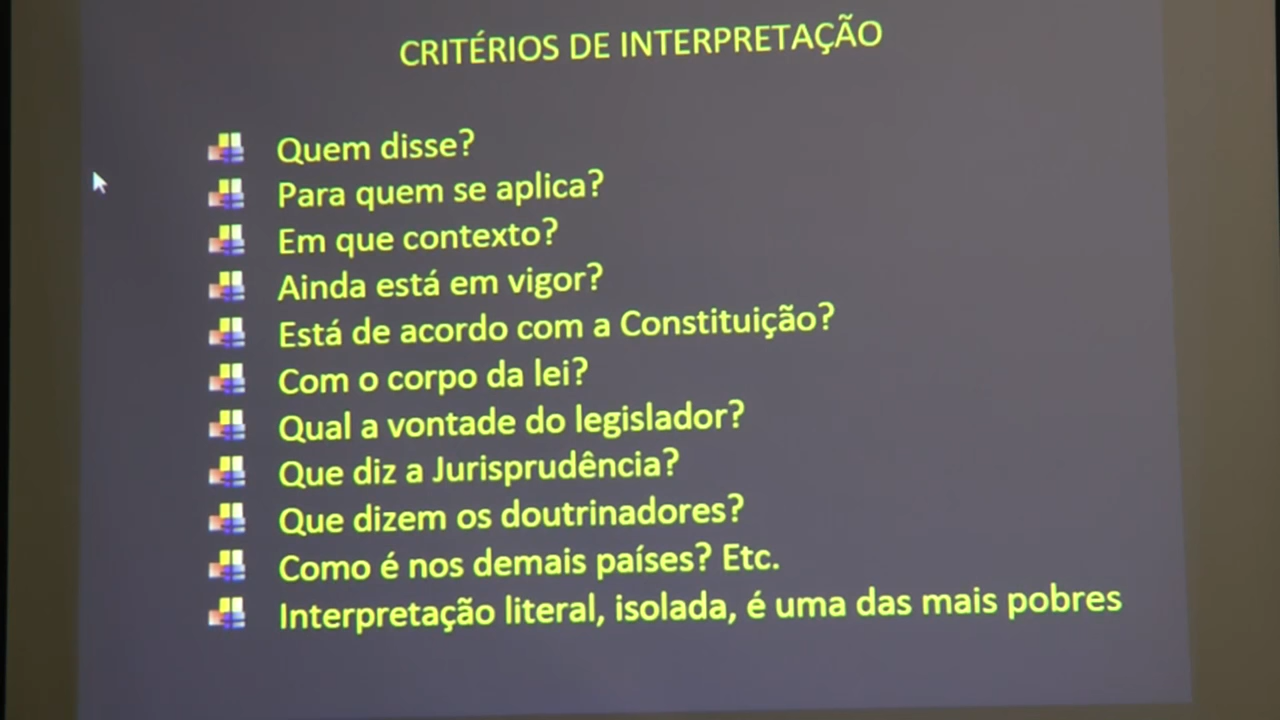 CRITÉRIOS DE INTERPRETAÇÃO
Quem disse?
Para quem se aplica?
Em que contexto?
Ainda está em vigor?
Está de acordo com a Constituição?
Com o corpo da lei?
Qual a vontade do legislador?
Que diz a Jurisprudência?
Que dizem os doutrinadores?
Como é nos demais países? Etc.
Interpretação literal, isolada, é uma das mais pobres